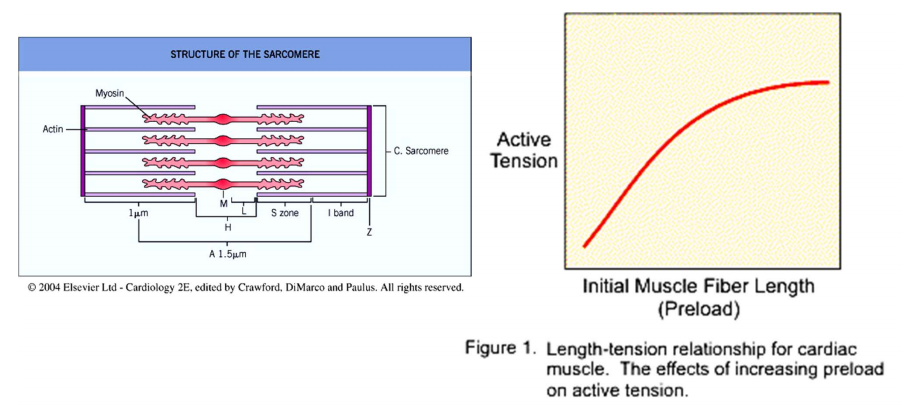 STRUCTURE OF THE SARCOMERE
Myosin
Actin
C. Sarcomere
M
L
S zone
I band
1μm
H
Z
A 1.5μm
© 2004 Elsevier Ltd - Cardiology 2E, edited by Crawford, DiMarco and Paulus. All rights reserved.
Active
Tension
Initial Muscle Fiber Length
(Preload)
Figure 1. Length-tension relationship for cardiac
muscle. The effects of increasing preload
on active tension.